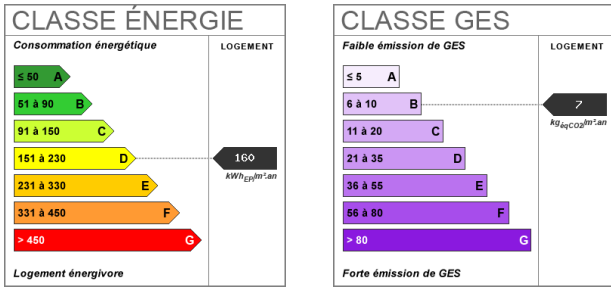 CLASSE ÉNERGIE
Consommation énergétique
LOGEMENT
≤ 50 A
51 à 90 B
91 à 150 C
151 à 230 D
160
kWhEP/m².an
231 à 330 E
331 à 450 F
> 450 G
Logement énergivore
CLASSE GES
Faible émission de GES
LOGEMENT
≤ 5 A
6 à 10 B
7
kgéqCO2/m².an
11 à 20 C
21 à 35 D
36 à 55 E
56 à 80 F
> 80 G
Forte émission de GES